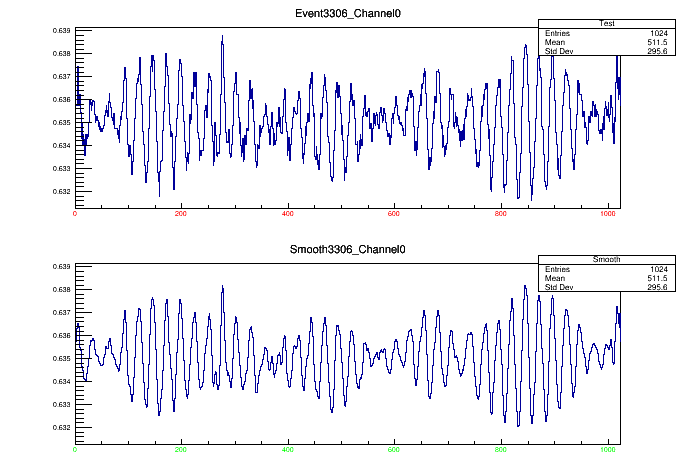 Event3306_Channel0
Test
Entries 1024
Mean 511.5
Std Dev 295.6
0.639
0.638
0.637
0.636
0.635
0.634
0.633
0.632
0 200 400 600 800 1000
Smooth3306_Channel0
Smooth
Entries 1024
Mean 511.5
Std Dev 295.6
0.639
0.638
0.637
0.636
0.635
0.634
0.633
0.632
0 200 400 600 800 1000